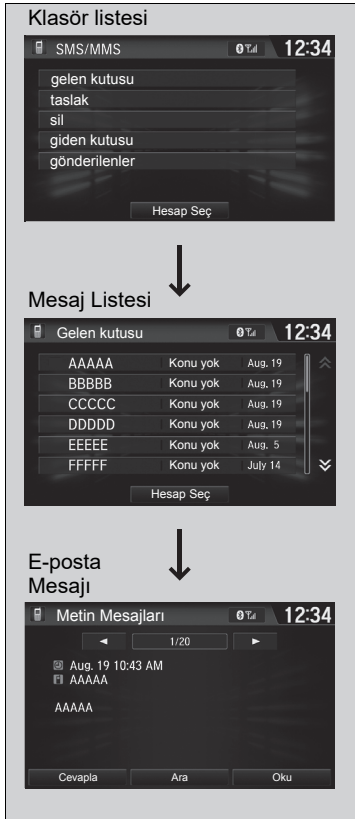 Klasör listesi
SMS/MMS 12:34
gelen kutusu
taslak
sil
giden kutusu
gönderilenler
Hesap Seç
Mesaj Listesi
Gelen kutusu 12:34
AAAAA Konu yok Aug. 19
BBBBB Konu yok Aug. 19
CCCCC Konu yok Aug. 19
DDDDD Konu yok Aug. 19
EEEEE Konu yok Aug. 5
FFFFF Konu yok July 14
Hesap Seç
E-posta
Mesajı
Metin Mesajları 12:34
1/20
Aug. 19 10:43 AM
AAAAA
AAAAA
Cevapla Ara Oku